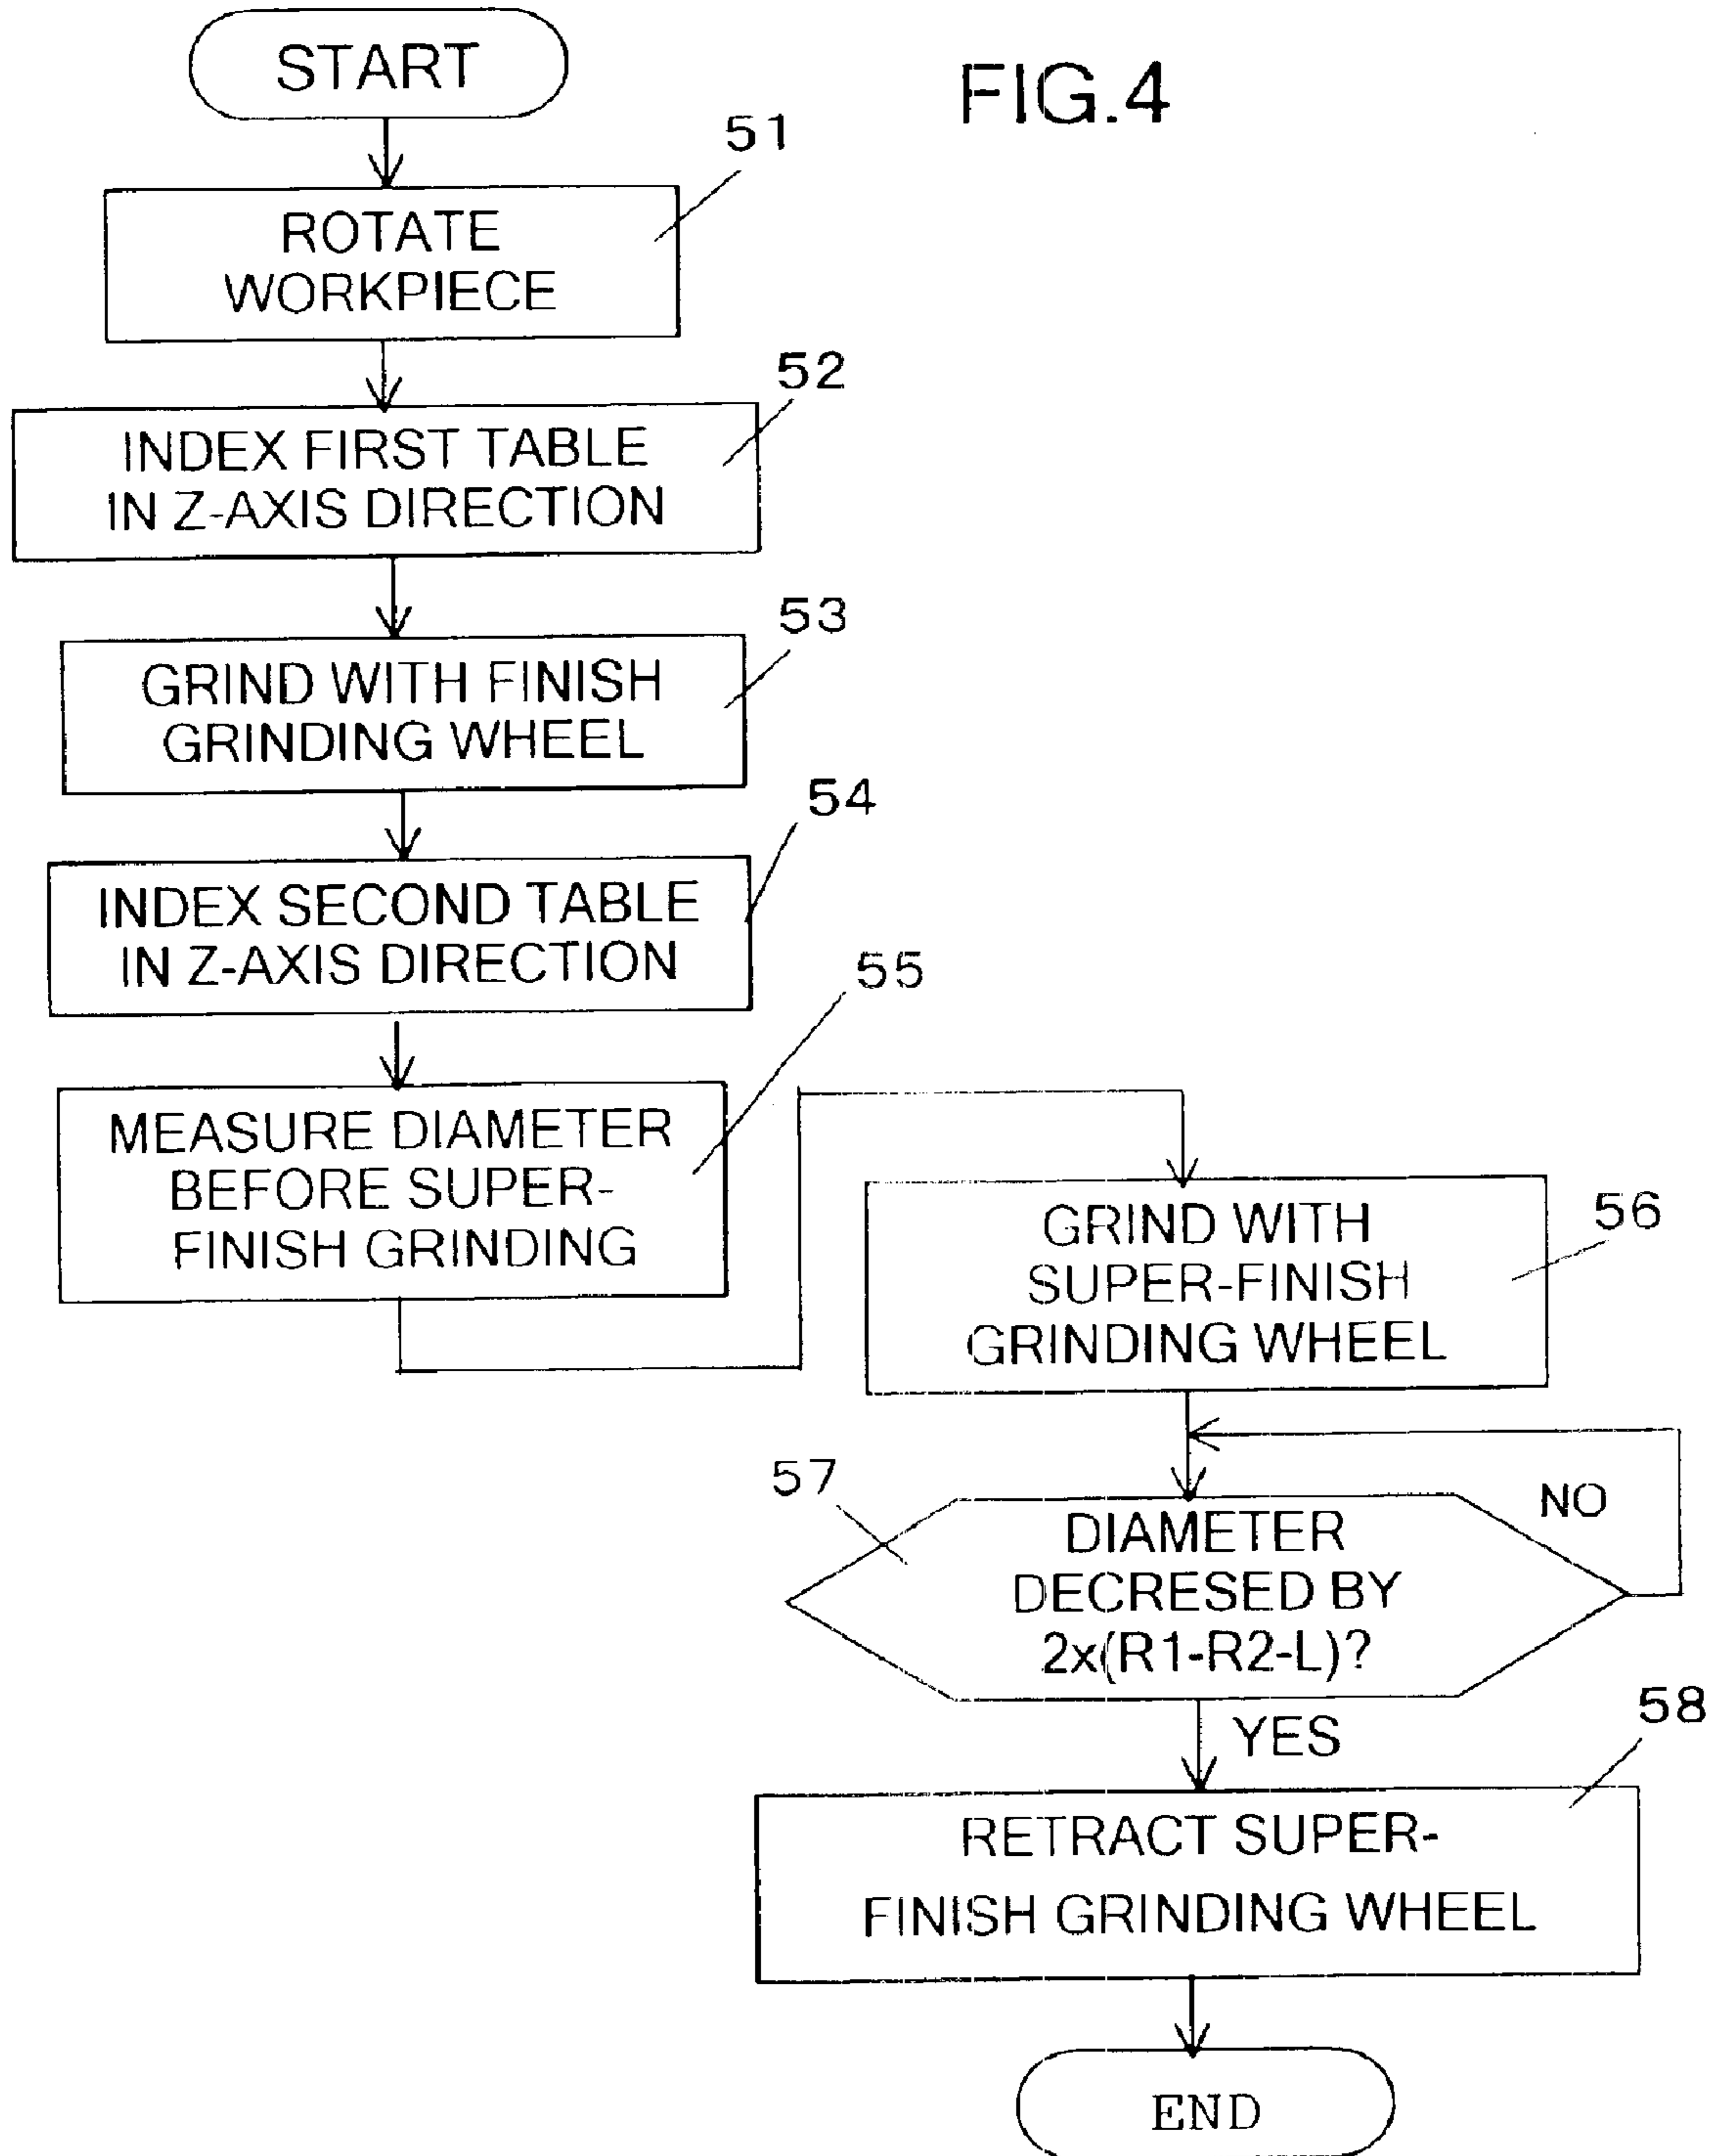 START
FIG.4
51
ROTATE
WORKPIECE
52
INDEX FIRST TABLE
IN Z-AXIS DIRECTION
53
GRIND WITH FINISH
GRINDING WHEEL
54
INDEX SECOND TABLE
IN Z-AXIS DIRECTION
55
MEASURE DIAMETER
BEFORE SUPER-
FINISH GRINDING
56
GRIND WITH
SUPER-FINISH
GRINDING WHEEL
57
NO
DIAMETER
DECRESED BY
2x(R1-R2-L)?
YES
58
RETRACT SUPER-
FINISH GRINDING WHEEL
END